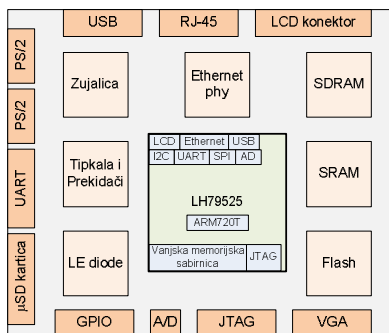 USB
RJ-45
LCD konektor
PS/2
PS/2
UART
µSD kartica
Zujalica
Ethernet
phy
SDRAM
Tipkala i
Prekidači
LCD
Ethernet
USB
I2C
UART
SPI
AD
LH79525
ARM720T
Vanjska memorijska
sabirnica
JTAG
SRAM
LE diode
Flash
GPIO
A/D
JTAG
VGA